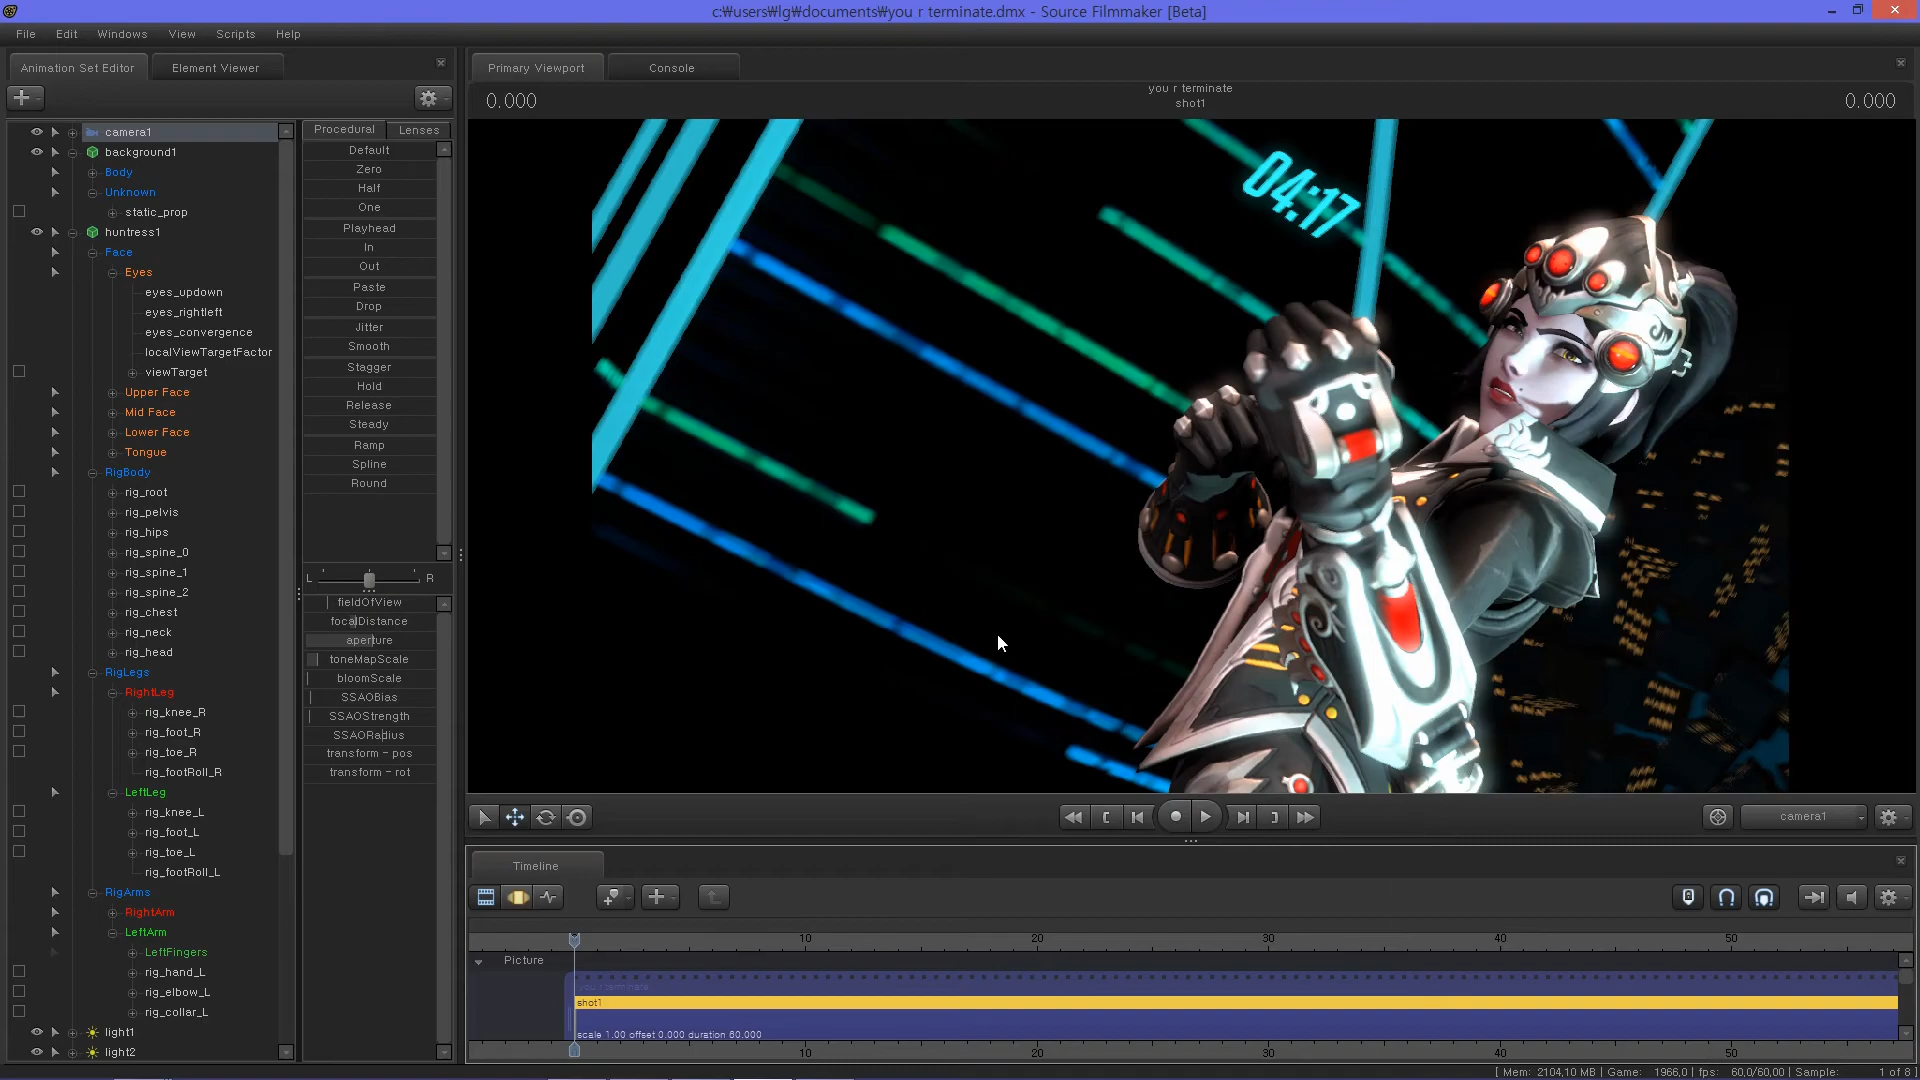 c:₩users₩lg₩documents₩you r terminate.dmx - Source Filmmaker [Beta]
File Edit Windows View Scripts Help
Animation Set Editor Element Viewer
Primary Viewport Console
0.000
you r terminate
shot1
0.000
04:17
camera1
background1
Body
Unknown
static_prop
huntress1
Face
Eyes
eyes_updown
eyes_rightleft
eyes_convergence
localViewTargetFactor
viewTarget
Upper Face
Mid Face
Lower Face
Tongue
RigBody
rig_root
rig_pelvis
rig_hips
rig_spine_0
rig_spine_1
rig_spine_2
rig_chest
rig_neck
rig_head
RigLegs
RightLeg
rig_knee_R
rig_foot_R
rig_toe_R
rig_footRoll_R
LeftLeg
rig_knee_L
rig_foot_L
rig_toe_L
rig_footRoll_L
RigArms
RightArm
LeftArm
LeftFingers
rig_hand_L
rig_elbow_L
rig_collar_L
light1
light2
Procedural Lenses
Default
Zero
Half
One
Playhead
In
Out
Paste
Drop
Jitter
Smooth
Stagger
Hold
Release
Steady
Ramp
Spline
Round
L R
fieldOfView
focalDistance
aperture
toneMapScale
bloomScale
SSAOBias
SSAOStrength
SSAORadius
transform - pos
transform - rot
camera1
Timeline
10 20 30 40 50
Picture
you r terminate
shot1
scale 1.00 offset 0.000 duration 60.000
10 20 30 40 50
[ Mem: 2104,10 MB | Game: 1966,0 | fps: 60,0/60,00 | Sample: 1 of 8 ]